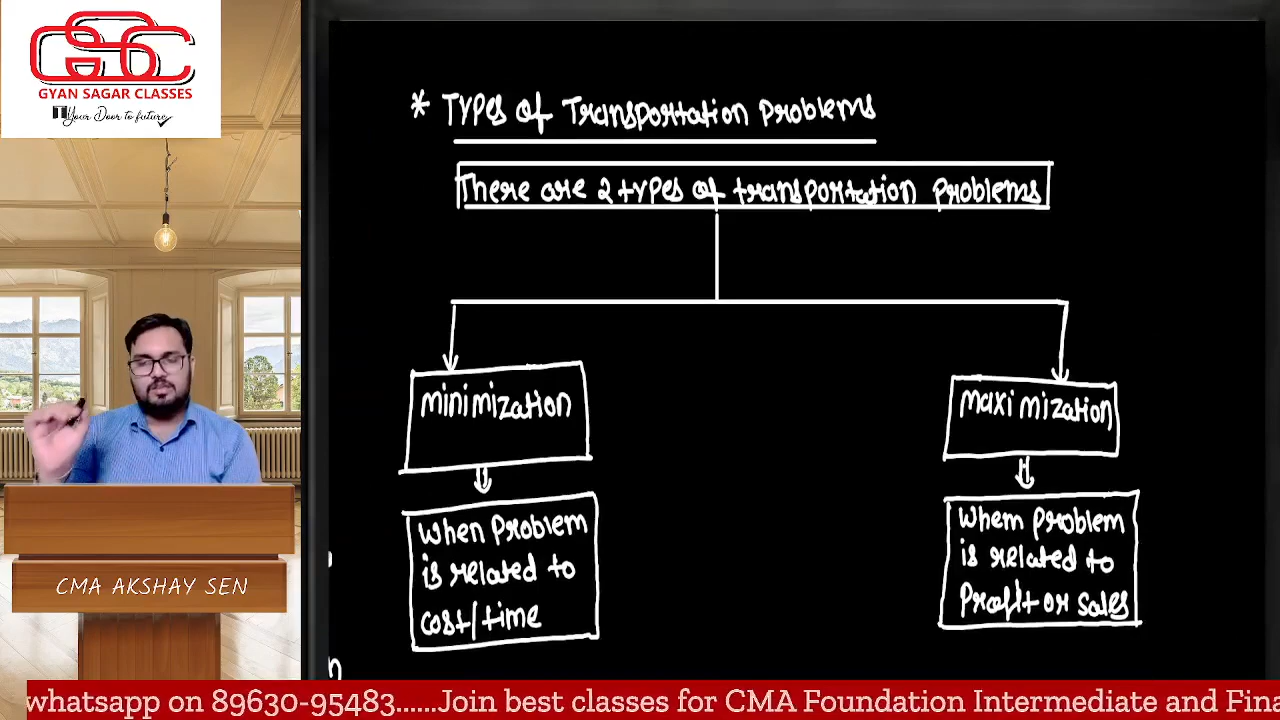 GSC
GYAN SAGAR CLASSES
Your Door to future
* Types of Transportation Problems
There are 2 types of transportation problems
minimization
maximization
When Problem
is related to
cost/time
Whem problem
is related to
Profit or sales
CMA AKSHAY SEN
whatsapp on 89630-95483......Join best classes for CMA Foundation Intermediate and Fina